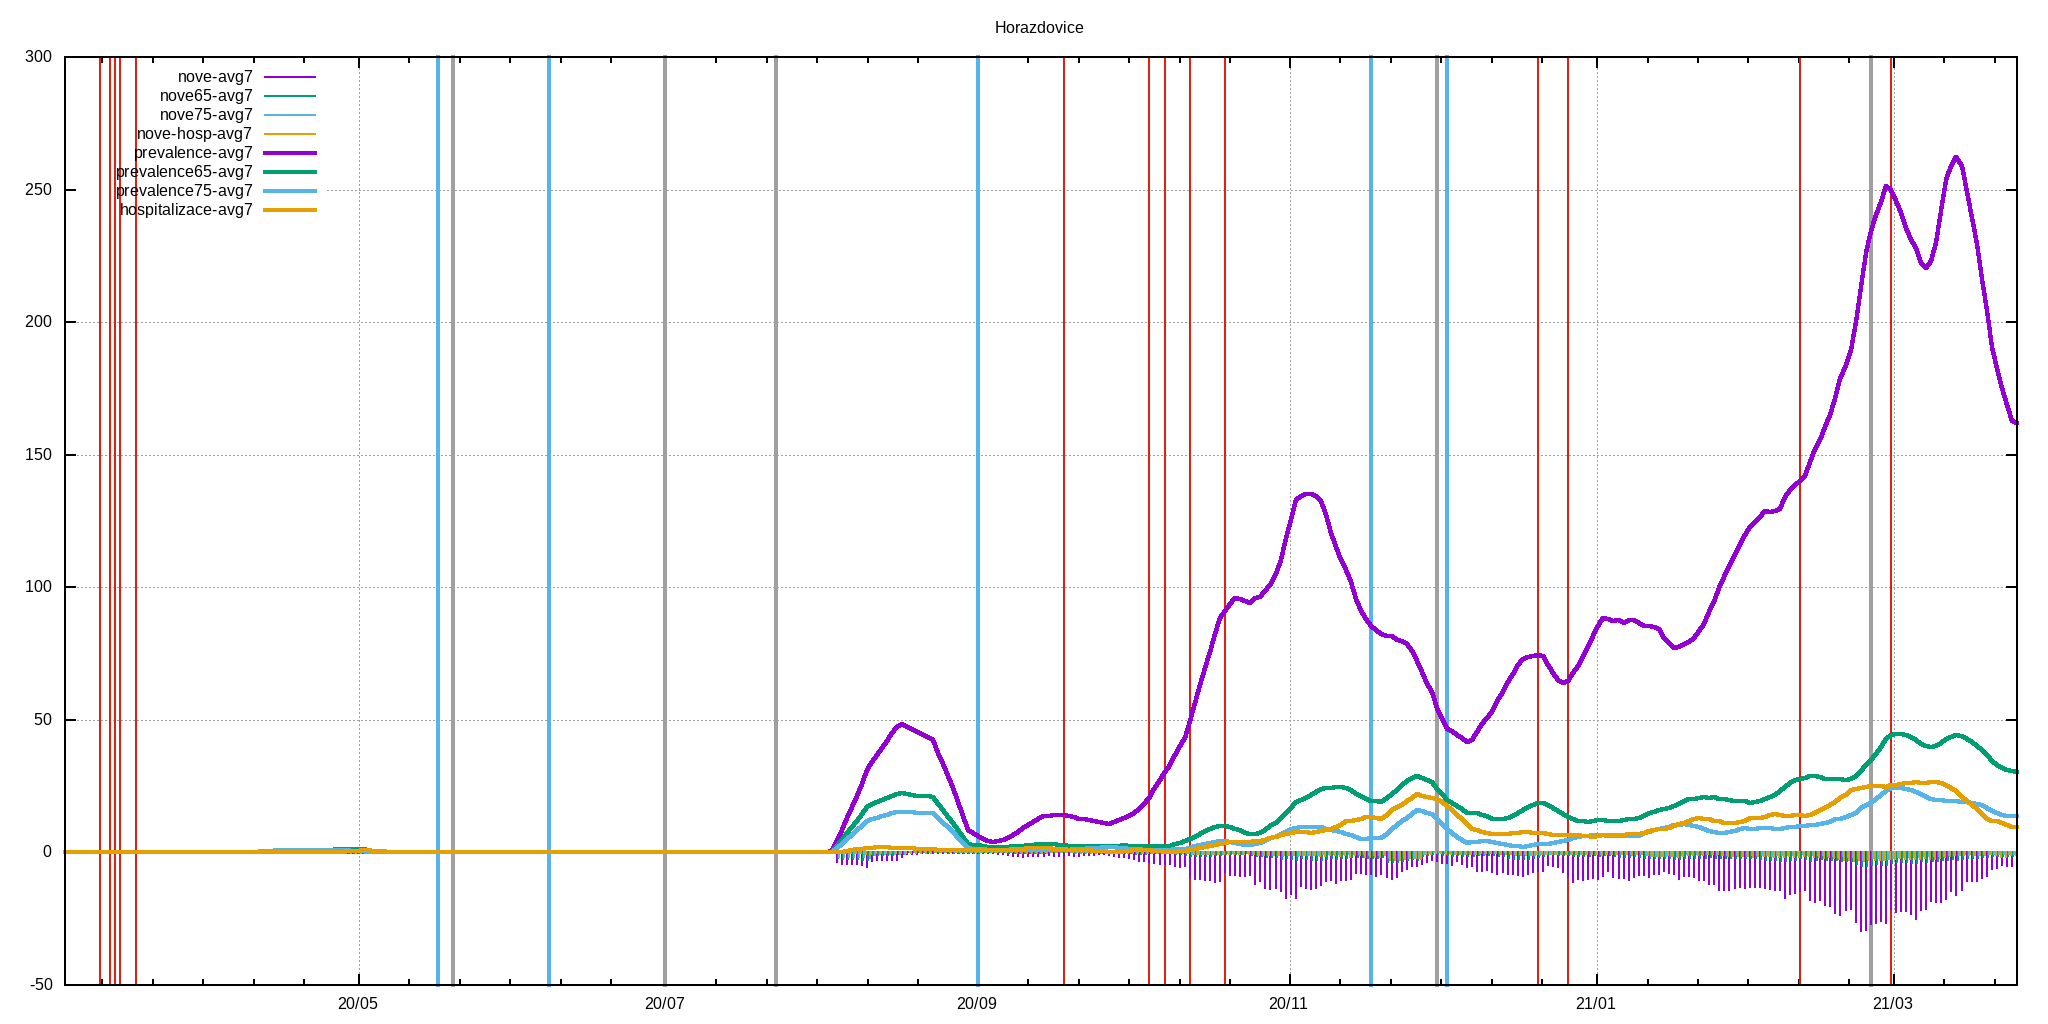 Horazdovice
300
nove-avg7
nove65-avg7
nove75-avg7
nove-hosp-avg7
prevalence-avg7
prevalence65-avg7
prevalence75-avg7
hospitalizace-avg7
250
200
150
100
50
0
-50
20/05 20/07 20/09 20/11 21/01 21/03